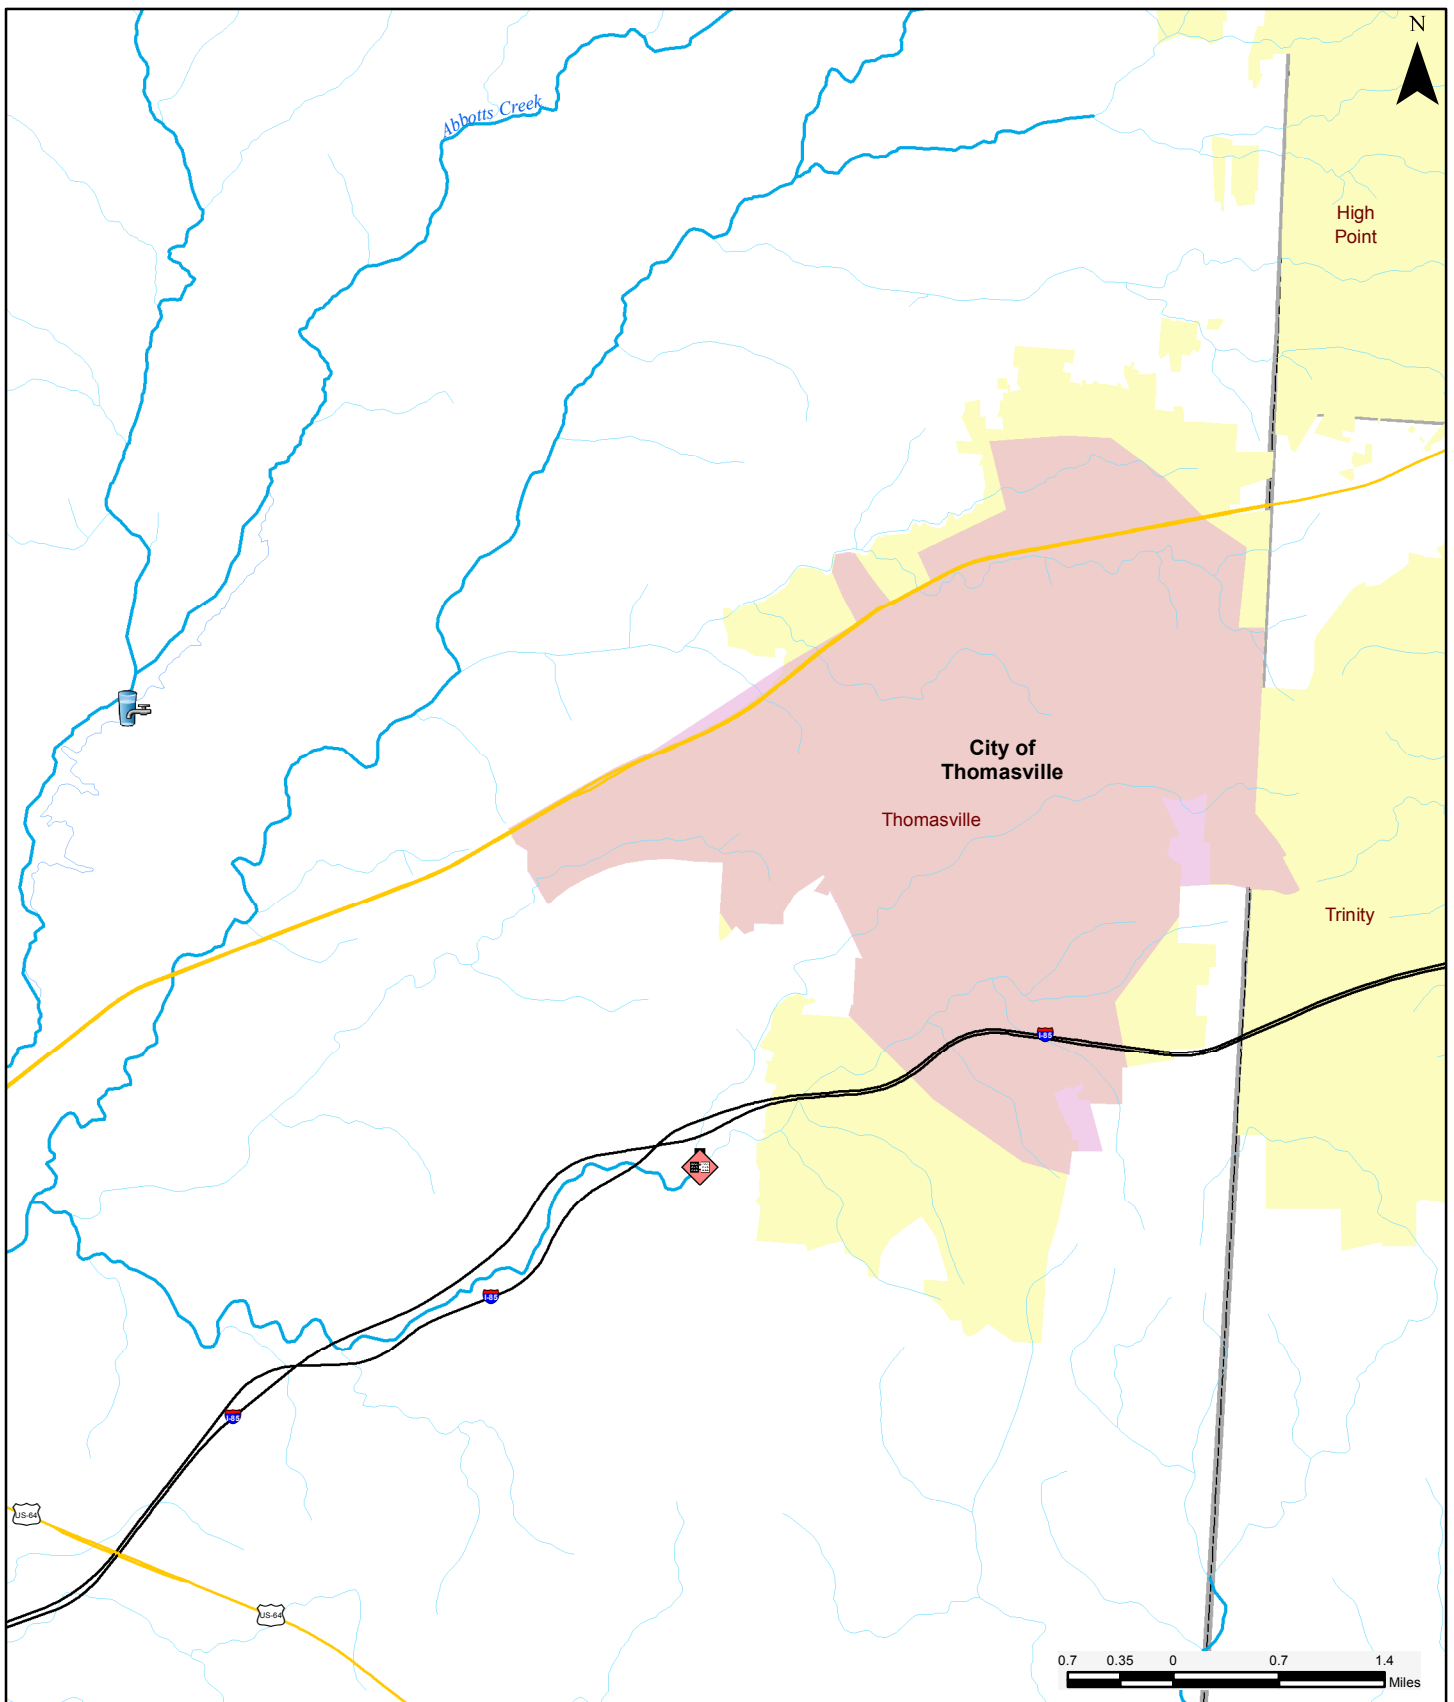 N
Abbotts Creek
High
Point
City of
Thomasville
Thomasville
Trinity
I-85
I-85
I-85
US-64
US-64
0.7 0.35 0 0.7 1.4
Miles